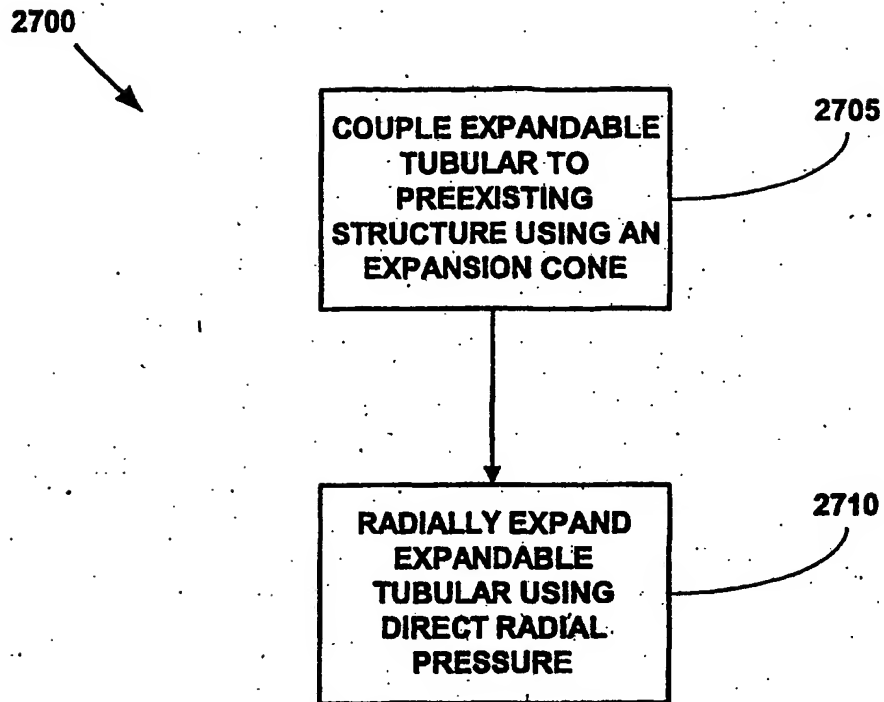 2700
COUPLE EXPANDABLE
TUBULAR TO
PREEXISTING
STRUCTURE USING AN
EXPANSION CONE
2705
RADIALLY EXPAND
EXPANDABLE
TUBULAR USING
DIRECT RADIAL
PRESSURE
2710